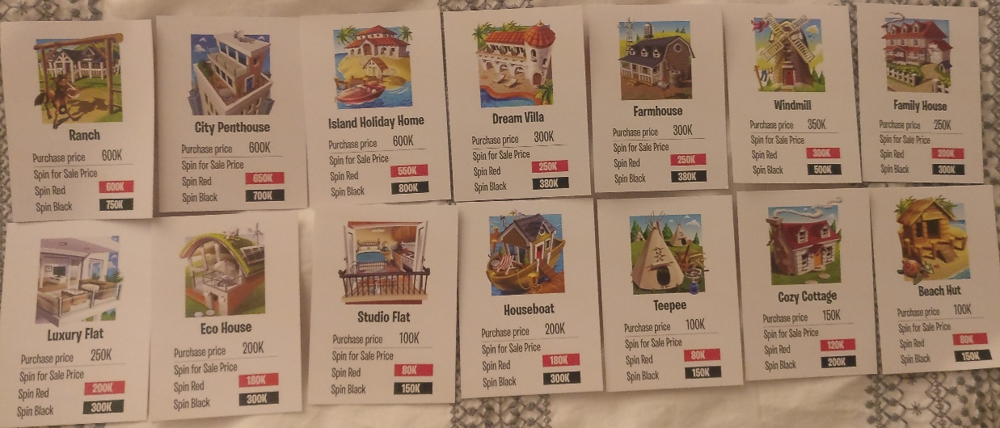 Ranch
Purchase price 600K
Spin for Sale Price
Spin Red 600K
Spin Black 750K
City Penthouse
Purchase price 600K
Spin for Sale Price
Spin Red 650K
Spin Black 700K
Island Holiday Home
Purchase price 600K
Spin for Sale Price
Spin Red 550K
Spin Black 800K
Dream Villa
Purchase price 300K
Spin for Sale Price
Spin Red 250K
Spin Black 380K
Farmhouse
Purchase price 300K
Spin for Sale Price
Spin Red 250K
Spin Black 380K
Windmill
Purchase price 350K
Spin for Sale Price
Spin Red 300K
Spin Black 500K
Family House
Purchase price 250K
Spin for Sale Price
Spin Red 200K
Spin Black 300K
Luxury Flat
Purchase price 250K
Spin for Sale Price
Spin Red 200K
Spin Black 300K
Eco House
Purchase price 200K
Spin for Sale Price
Spin Red 180K
Spin Black 300K
Studio Flat
Purchase price 100K
Spin for Sale Price
Spin Red 80K
Spin Black 150K
Houseboat
Purchase price 200K
Spin for Sale Price
Spin Red 180K
Spin Black 300K
Teepee
Purchase price 100K
Spin for Sale Price
Spin Red 80K
Spin Black 150K
Cozy Cottage
Purchase price 150K
Spin for Sale Price
Spin Red 120K
Spin Black 200K
Beach Hut
Purchase price 100K
Spin for Sale Price
Spin Red 80K
Spin Black 150K